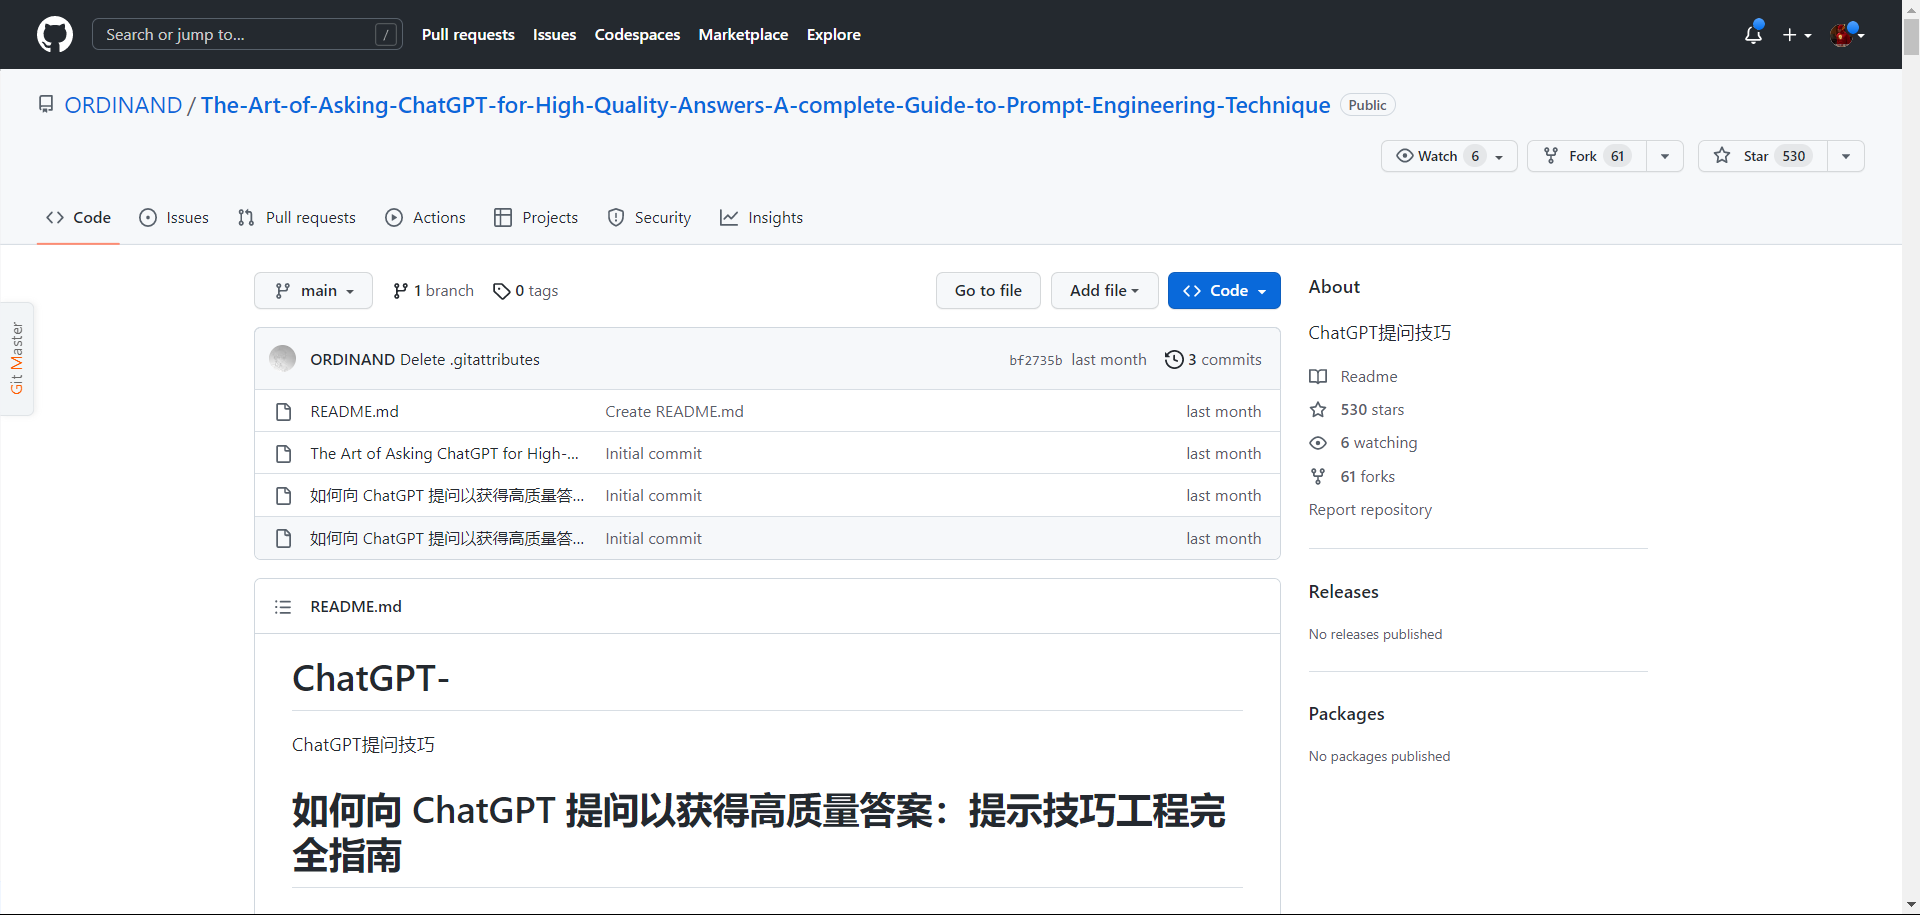 Search or jump to... /
Pull requests Issues Codespaces Marketplace Explore
ORDINAND / The-Art-of-Asking-ChatGPT-for-High-Quality-Answers-A-complete-Guide-to-Prompt-Engineering-Technique Public
Watch 6 Fork 61 Star 530
Code Issues Pull requests Actions Projects Security Insights
Git Master
main 1 branch 0 tags Go to file Add file Code
ORDINAND Delete .gitattributes bf2735b last month 3 commits
README.md Create README.md last month
The Art of Asking ChatGPT for High-... Initial commit last month
如何向 ChatGPT 提问以获得高质量答... Initial commit last month
如何向 ChatGPT 提问以获得高质量答... Initial commit last month
README.md
ChatGPT-
ChatGPT提问技巧
如何向 ChatGPT 提问以获得高质量答案：提示技巧工程完
全指南
About
ChatGPT提问技巧
Readme
530 stars
6 watching
61 forks
Report repository
Releases
No releases published
Packages
No packages published